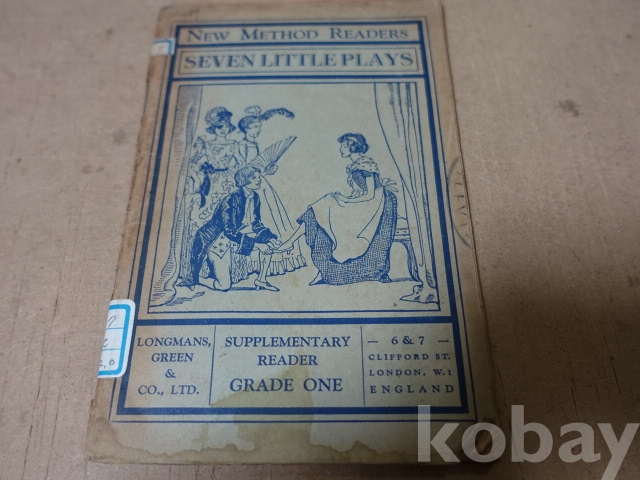 NEW METHOD READERS
SEVEN LITTLE PLAYS
LONGMANS,
GREEN
&
CO., LTD.
SUPPLEMENTARY
READER
GRADE ONE
— 6 & 7 —
CLIFFORD ST.
LONDON, W.1
ENGLAND
kobay